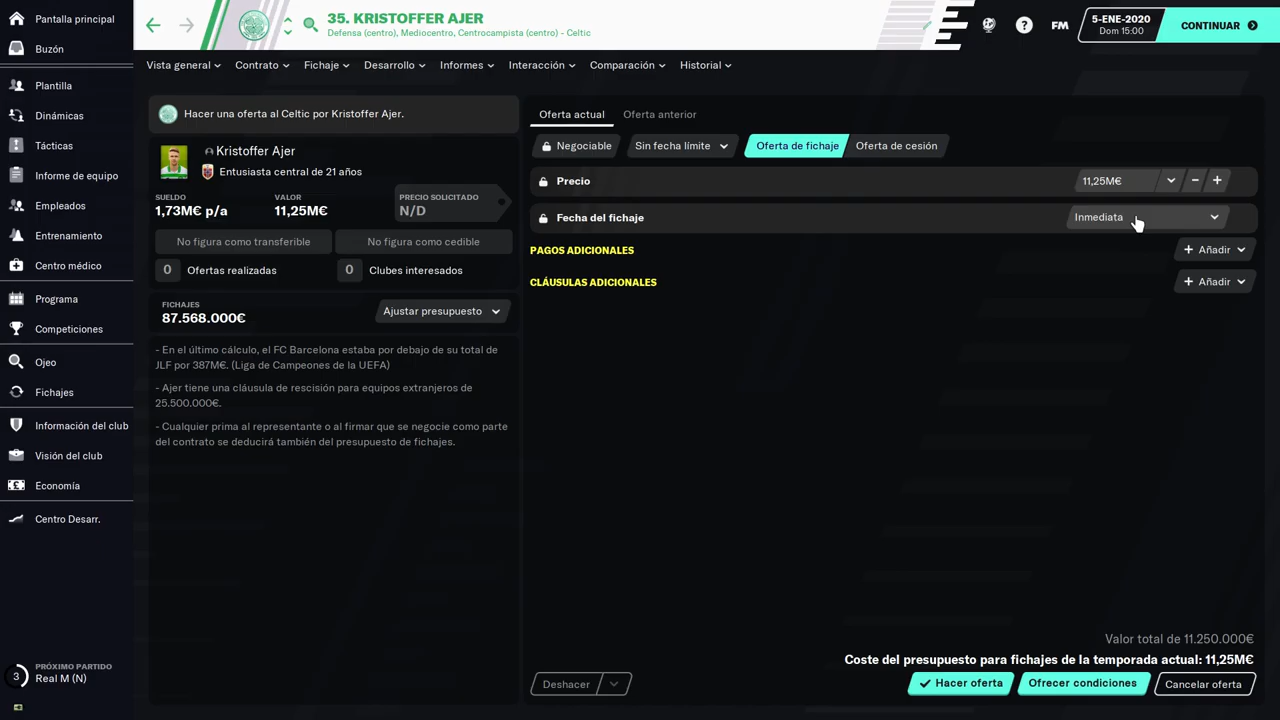 Pantalla principal
Buzón
Plantilla
Dinámicas
Tácticas
Informe de equipo
Empleados
Entrenamiento
Centro médico
Programa
Competiciones
Ojeo
Fichajes
Información del club
Visión del club
Economía
Centro Desarr.
3
PRÓXIMO PARTIDO
Real M (N)
35. KRISTOFFER AJER
Defensa (centro), Mediocentro, Centrocampista (centro) - Celtic
?
FM
5-ENE-2020
Dom 15:00
CONTINUAR
Vista general
Contrato
Fichaje
Desarrollo
Informes
Interacción
Comparación
Historial
Hacer una oferta al Celtic por Kristoffer Ajer.
Kristoffer Ajer
Entusiasta central de 21 años
SUELDO
1,73M€ p/a
VALOR
11,25M€
PRECIO SOLICITADO
N/D
No figura como transferible
No figura como cedible
0 Ofertas realizadas
0 Clubes interesados
FICHAJES
87.568.000€
Ajustar presupuesto
- En el último cálculo, el FC Barcelona estaba por debajo de su total de
JLF por 387M€. (Liga de Campeones de la UEFA)
- Ajer tiene una cláusula de rescisión para equipos extranjeros de
25.500.000€.
- Cualquier prima al representante o al firmar que se negocie como parte
del contrato se deducirá también del presupuesto de fichajes.
Oferta actual
Oferta anterior
Negociable
Sin fecha límite
Oferta de fichaje
Oferta de cesión
Precio
11,25M€
- +
Fecha del fichaje
Inmediata
PAGOS ADICIONALES
+ Añadir
CLÁUSULAS ADICIONALES
+ Añadir
Valor total de 11.250.000€
Coste del presupuesto para fichajes de la temporada actual: 11,25M€
Deshacer
Hacer oferta
Ofrecer condiciones
Cancelar oferta